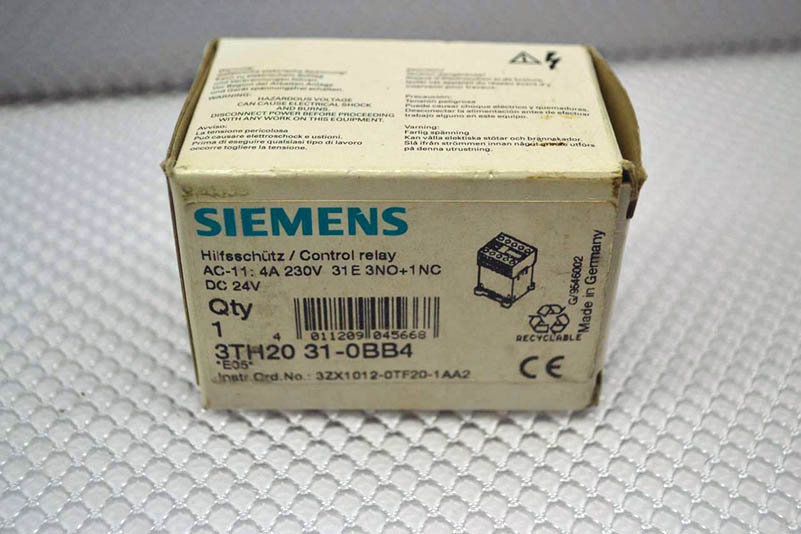 Warnung:
WARNING:
HAZARDOUS VOLTAGE
CAN CAUSE ELECTRICAL SHOCK
AND BURNS.
DISCONNECT POWER BEFORE PROCEEDING
WITH ANY WORK ON THIS EQUIPMENT.
Avviso:
La tensione pericolosa
Può causare elettroshock e ustioni.
Prima di eseguire qualsiasi tipo di lavoro
occorre togliere la tensione.
Precaución:
Tensión peligrosa
Puede causar choque eléctrico y quemaduras.
Desconectar la alimentación antes de efectuar
trabajo alguno en este equipo.
Varning:
Farlig spänning
Kan vålla elektiska stötar och brännskador.
Slå ifrån strömmen innan något utförs
på denna utrustning.
SIEMENS
Hilfsschütz / Control relay
AC-11: 4A 230V 31E 3NO+1NC
DC 24V
Qty
1
4 011209 045668
3TH20 31-0BB4
*E05*
Instr.Ord.No.: 3ZX1012-0TF20-1AA2
RECYCLABLE
CE
G/9546002
Made in Germany